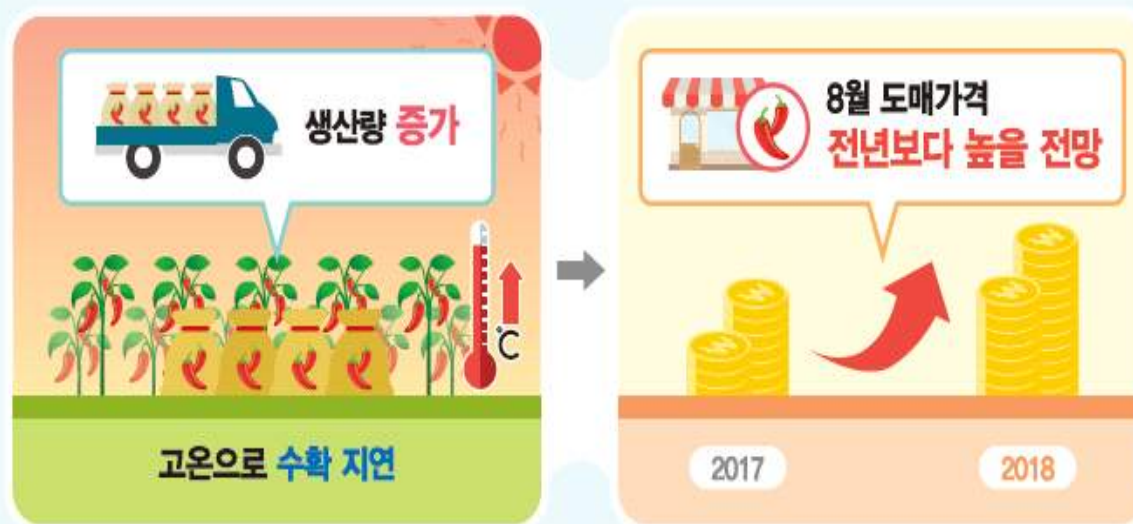 생산량 증가
℃
고온으로 수확 지연
8월 도매가격
전년보다 높을 전망
2017
2018